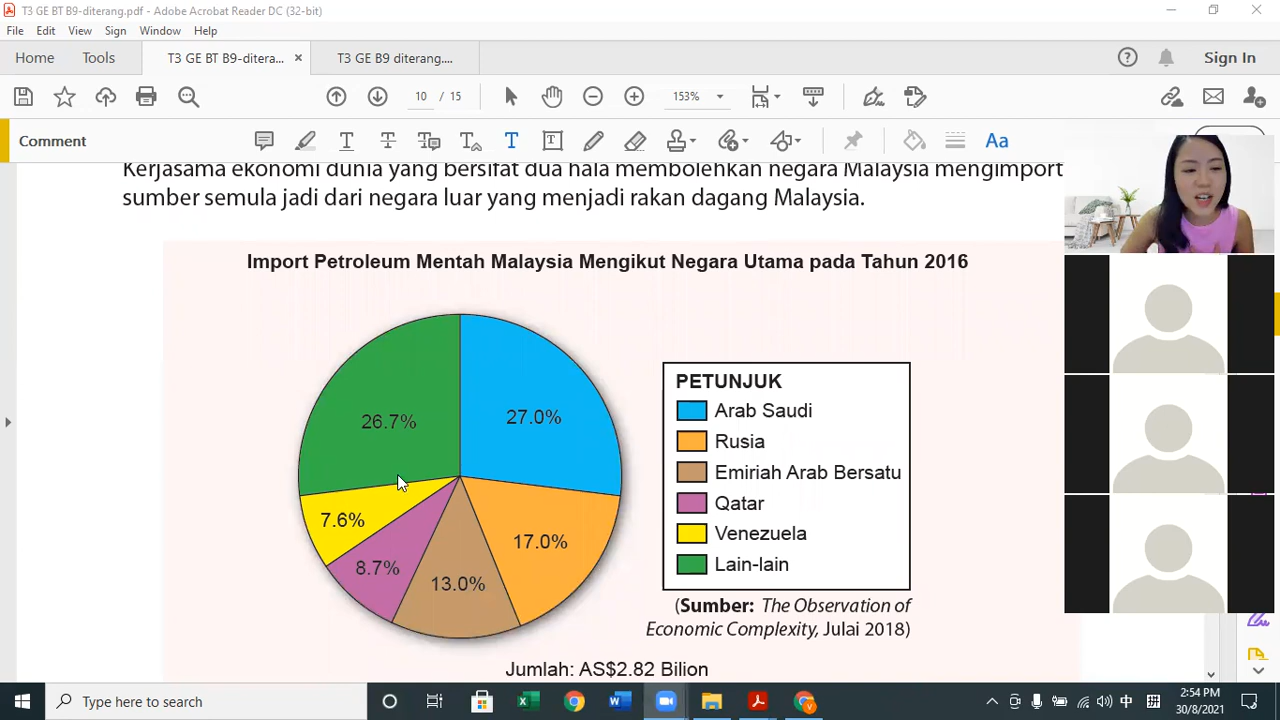 T3 GE BT B9-diterang.pdf - Adobe Acrobat Reader DC (32-bit)
File Edit View Sign Window Help
Home Tools T3 GE BT B9-ditera... × T3 GE B9 diterang.... Sign In
10 / 15 153%
Comment
Kerjasama ekonomi dunia yang bersifat dua hala membolehkan negara Malaysia mengimport
sumber semula jadi dari negara luar yang menjadi rakan dagang Malaysia.
Import Petroleum Mentah Malaysia Mengikut Negara Utama pada Tahun 2016
26.7%
27.0%
7.6%
17.0%
8.7%
13.0%
PETUNJUK
Arab Saudi
Rusia
Emiriah Arab Bersatu
Qatar
Venezuela
Lain-lain
(Sumber: The Observation of
Economic Complexity, Julai 2018)
Jumlah: AS$2.82 Bilion
Type here to search
中 拼 2:54 PM
30/8/2021